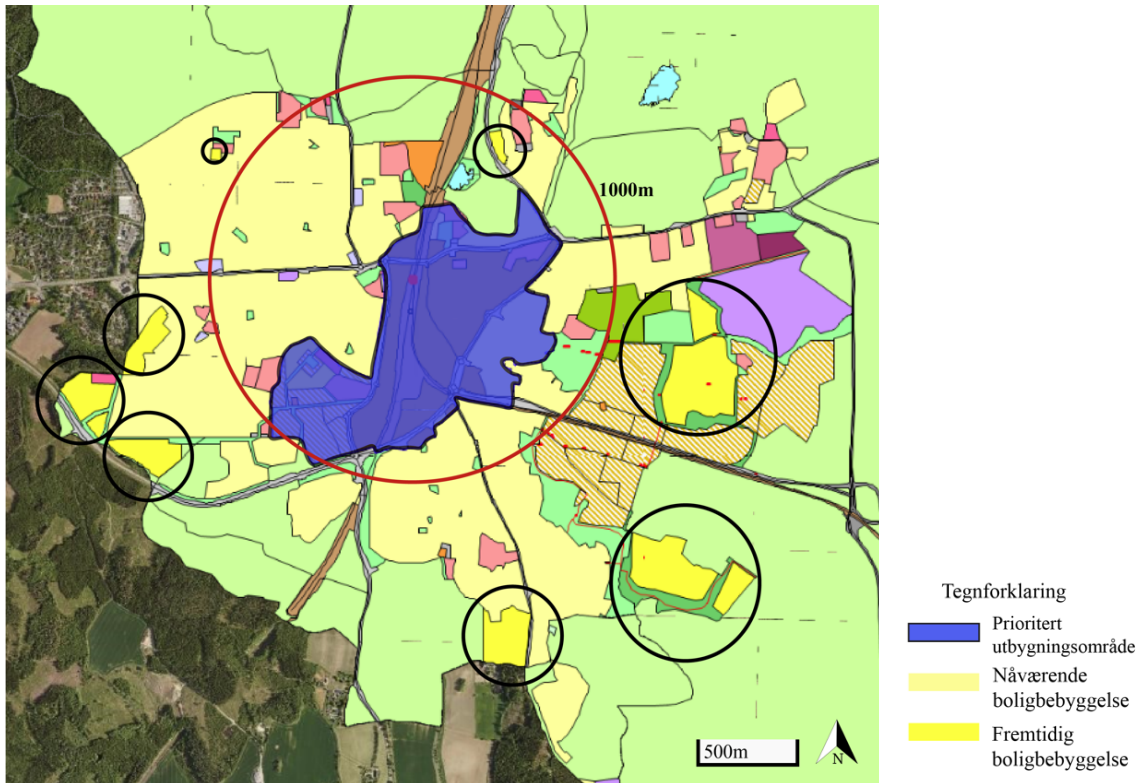 1000m
500m
N
Tegnforklaring
Prioritert
utbygningsområde
Nåværende
boligbebyggelse
Fremtidig
boligbebyggelse